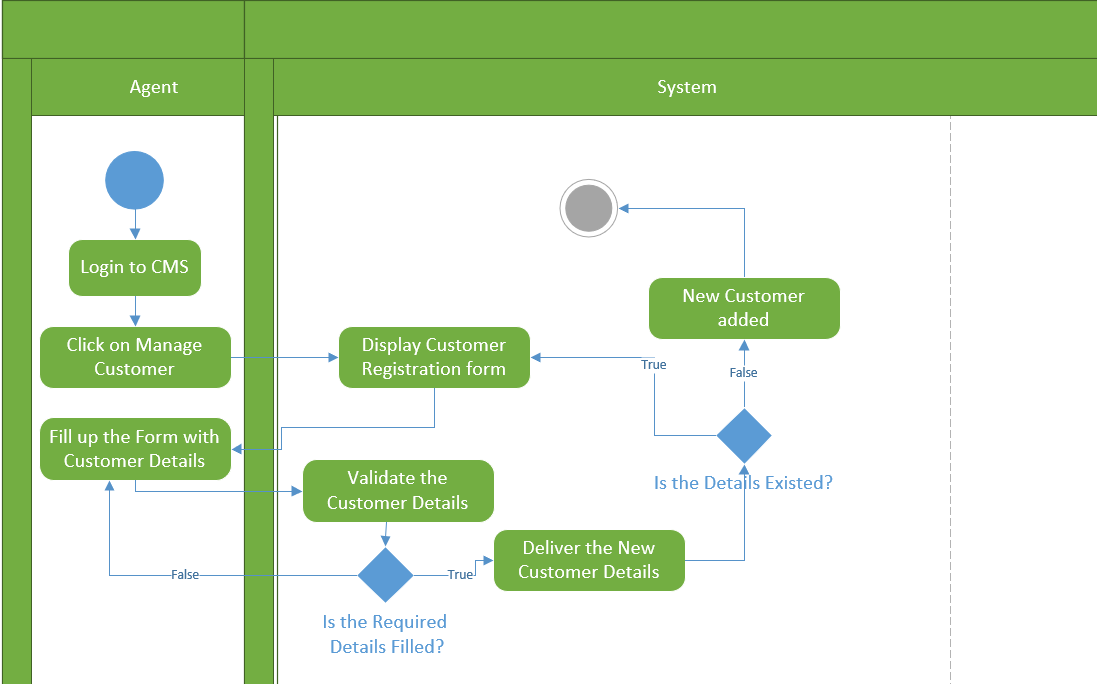 Agent
System
Login to CMS
Click on Manage
Customer
Fill up the Form with
Customer Details
Display Customer
Registration form
Validate the
Customer Details
False
True
Is the Required
Details Filled?
Deliver the New
Customer Details
Is the Details Existed?
True
False
New Customer
added